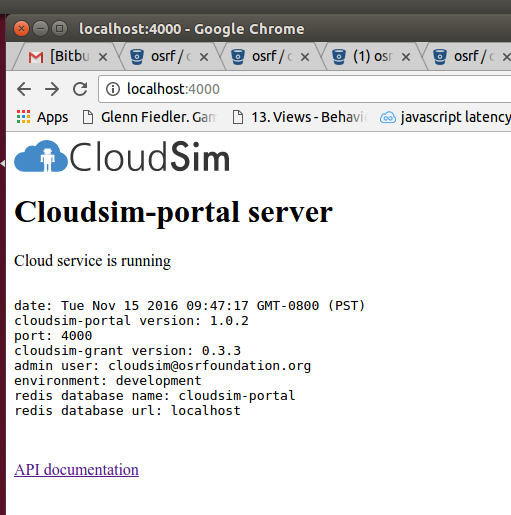 localhost:4000 - Google Chrome
[Bitbu
osrf / c
osrf / c
(1) osr
osrf / c
localhost:4000
Apps
Glenn Fiedler. Gam
13. Views - Behavi
javascript latency
CloudSim
Cloudsim-portal server
Cloud service is running
date: Tue Nov 15 2016 09:47:17 GMT-0800 (PST)
cloudsim-portal version: 1.0.2
port: 4000
cloudsim-grant version: 0.3.3
admin user: cloudsim@osrfoundation.org
environment: development
redis database name: cloudsim-portal
redis database url: localhost
API documentation